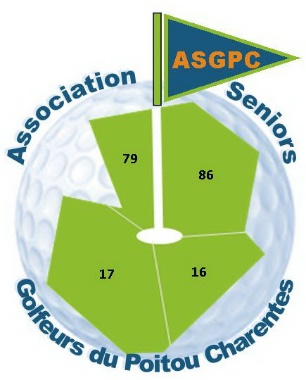 ASGPC
Association Seniors
79
86
17
16
Golfeurs du Poitou Charentes